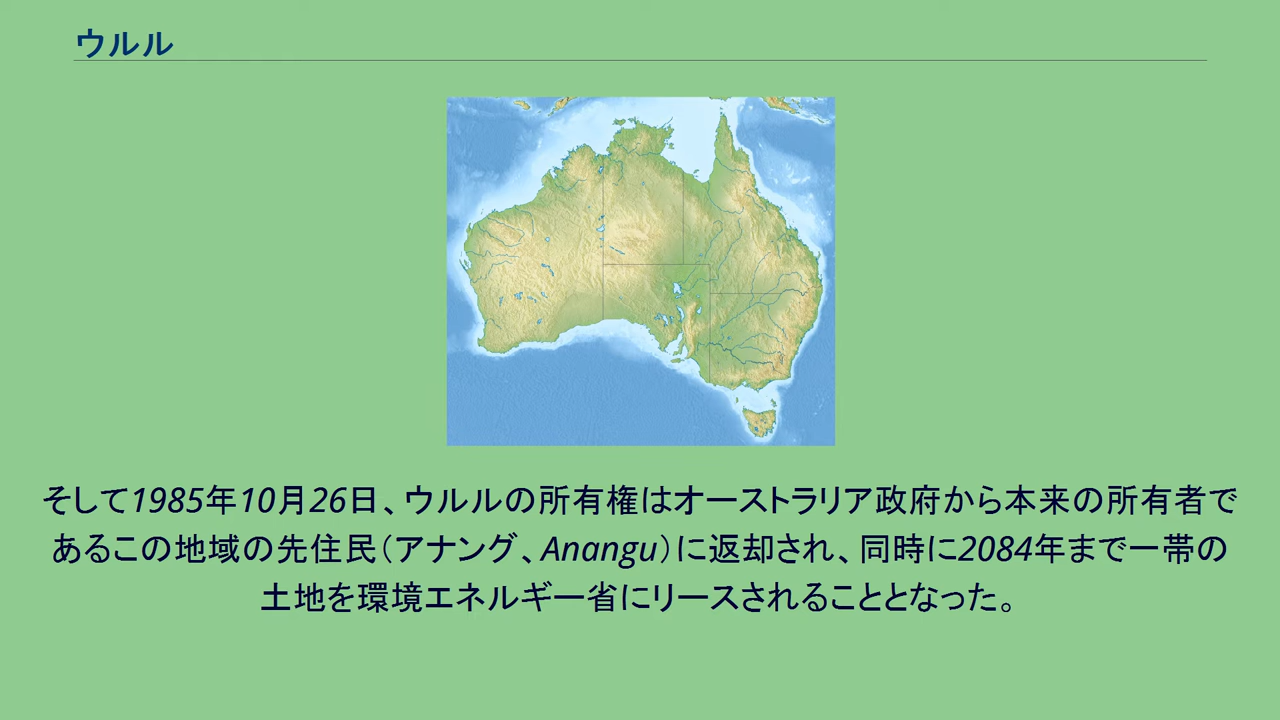 ウルル
そして1985年10月26日、ウルルの所有権はオーストラリア政府から本来の所有者で
あるこの地域の先住民（アナング、Anangu）に返却され、同時に2084年まで一帯の
土地を環境エネルギー省にリースされることとなった。